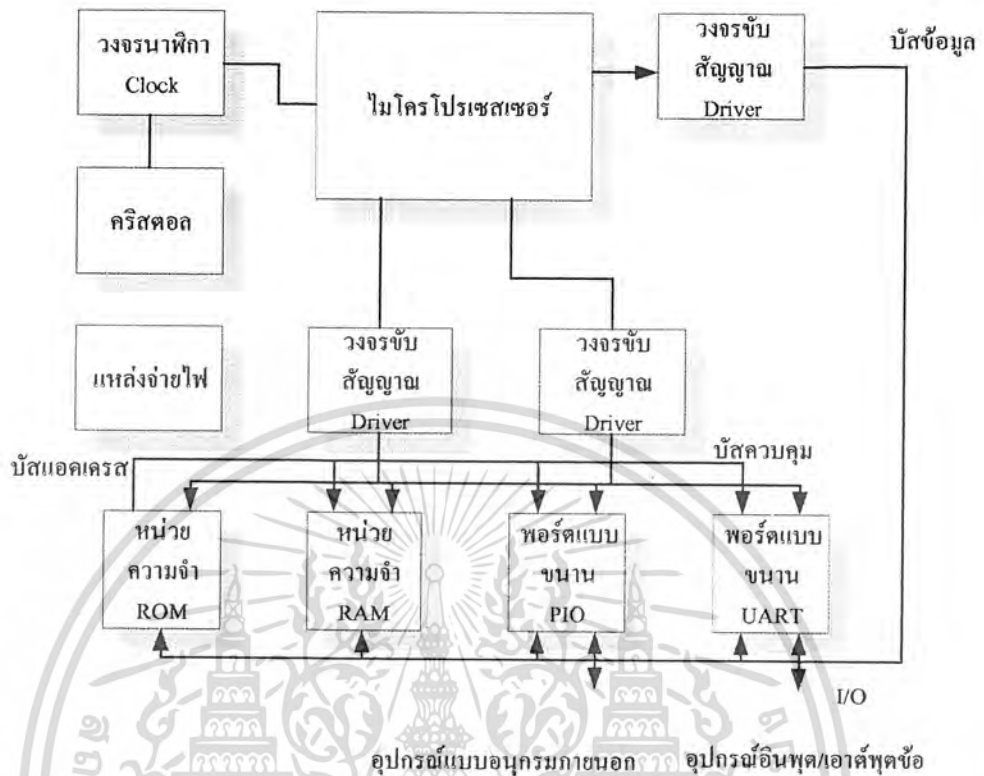 วงจรนาฬิกา
Clock
ไมโครโปรเซสเซอร์
วงจรขับ
สัญญาณ
Driver
บัสข้อมูล
คริสตอล
แหล่งจ่ายไฟ
วงจรขับ
สัญญาณ
Driver
วงจรขับ
สัญญาณ
Driver
บัสแอดเดรส
บัสควบคุม
หน่วย
ความจำ
ROM
หน่วย
ความจำ
RAM
พอร์ตแบบ
ขนาน
PIO
พอร์ตแบบ
ขนาน
UART
I/O
อุปกรณ์แบบอนุกรมภายนอก
อุปกรณ์อินพุต/เอาต์พุตข้อ